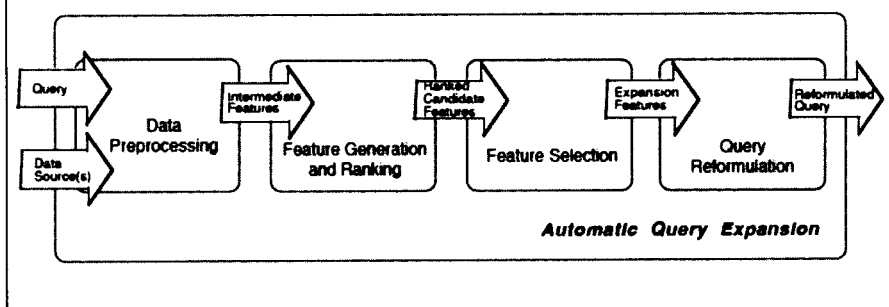 Query
Data
Source(s)
Data
Preprocessing
Intermediate
Features
Feature Generation
and Ranking
Ranked
Candidate
Features
Feature Selection
Expansion
Features
Query
Reformulation
Reformulated
Query
Automatic Query Expansion